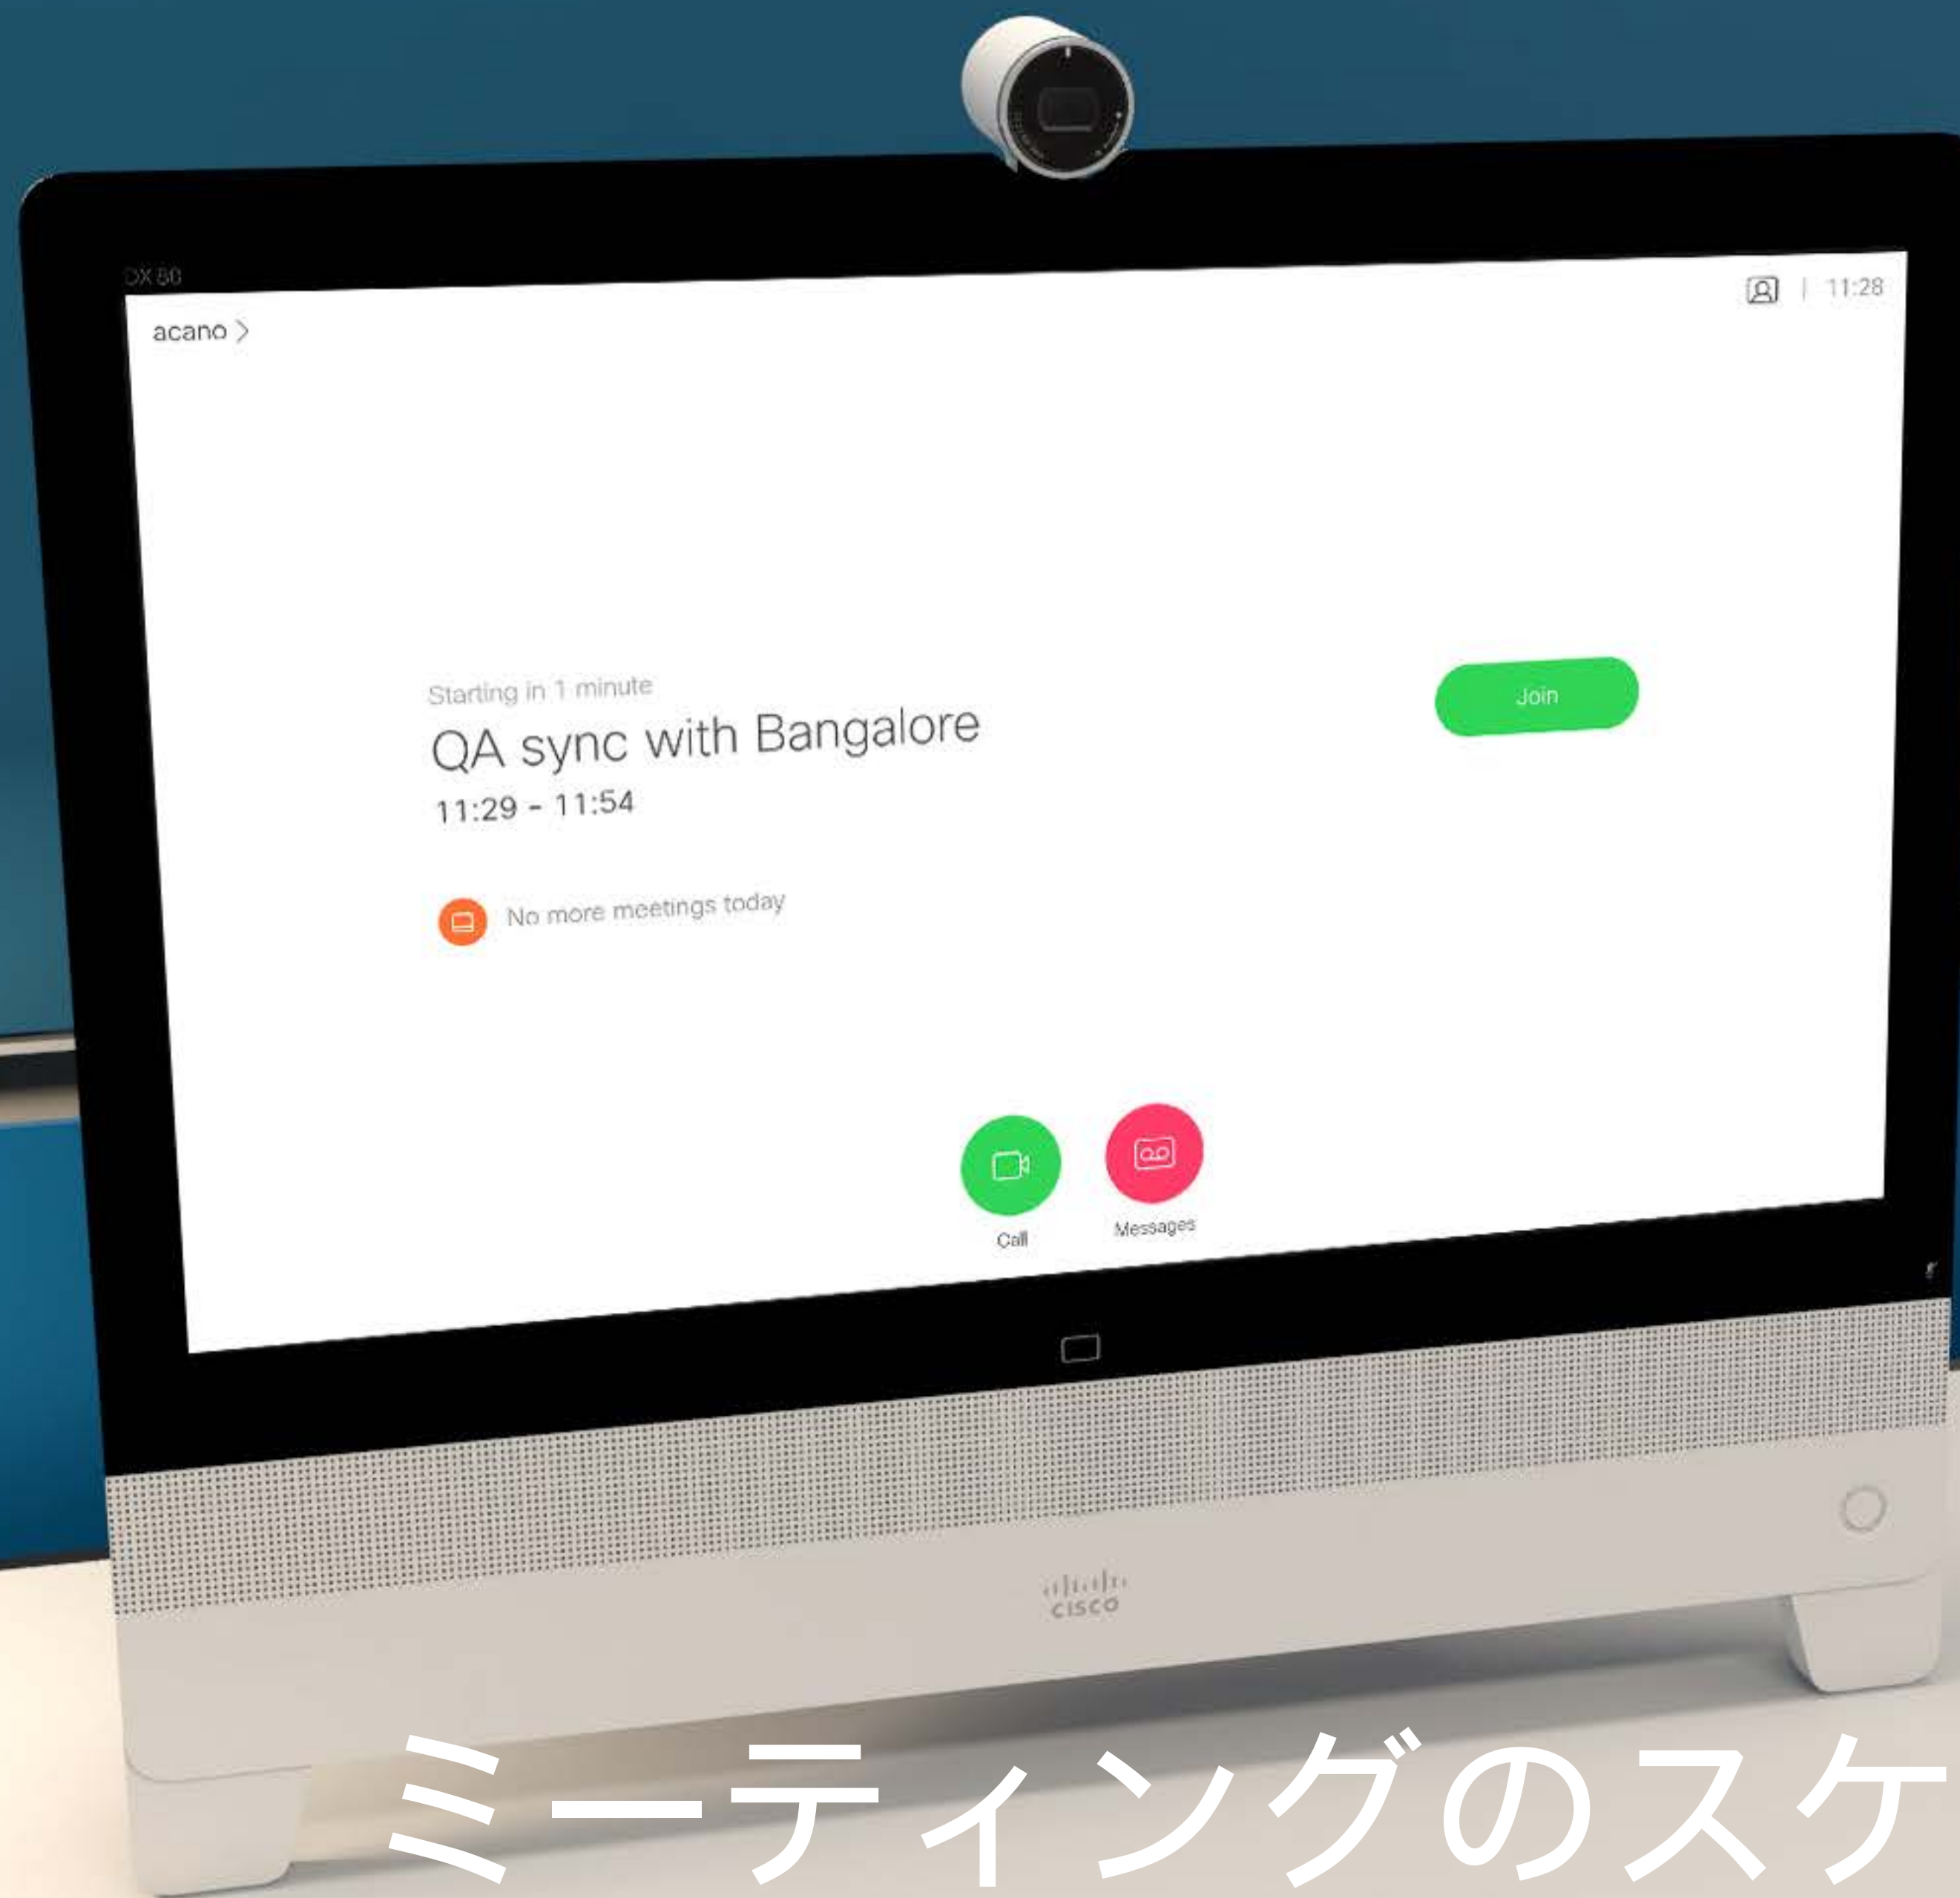 DX 80
acano
11:28
Starting in 1 minute
QA sync with Bangalore
11:29 - 11:54
Join
No more meetings today
Call
Messages
CISCO
ミーティングのスケ